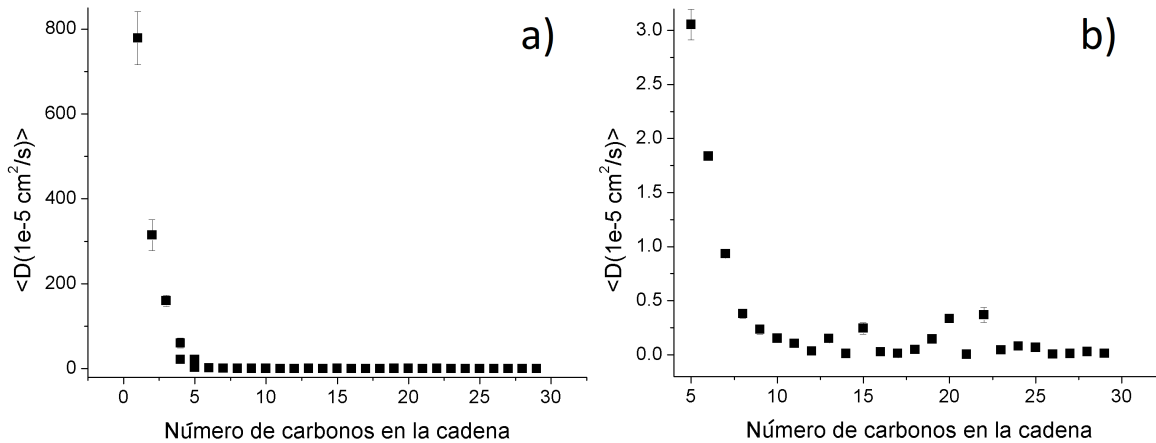 a)
800
600
400
200
0
<D(1e-5 cm²/s)>
0 5 10 15 20 25 30
Número de carbonos en la cadena
b)
3.0
2.5
2.0
1.5
1.0
0.5
0.0
<D(1e-5 cm²/s)>
5 10 15 20 25 30
Número de carbonos en la cadena